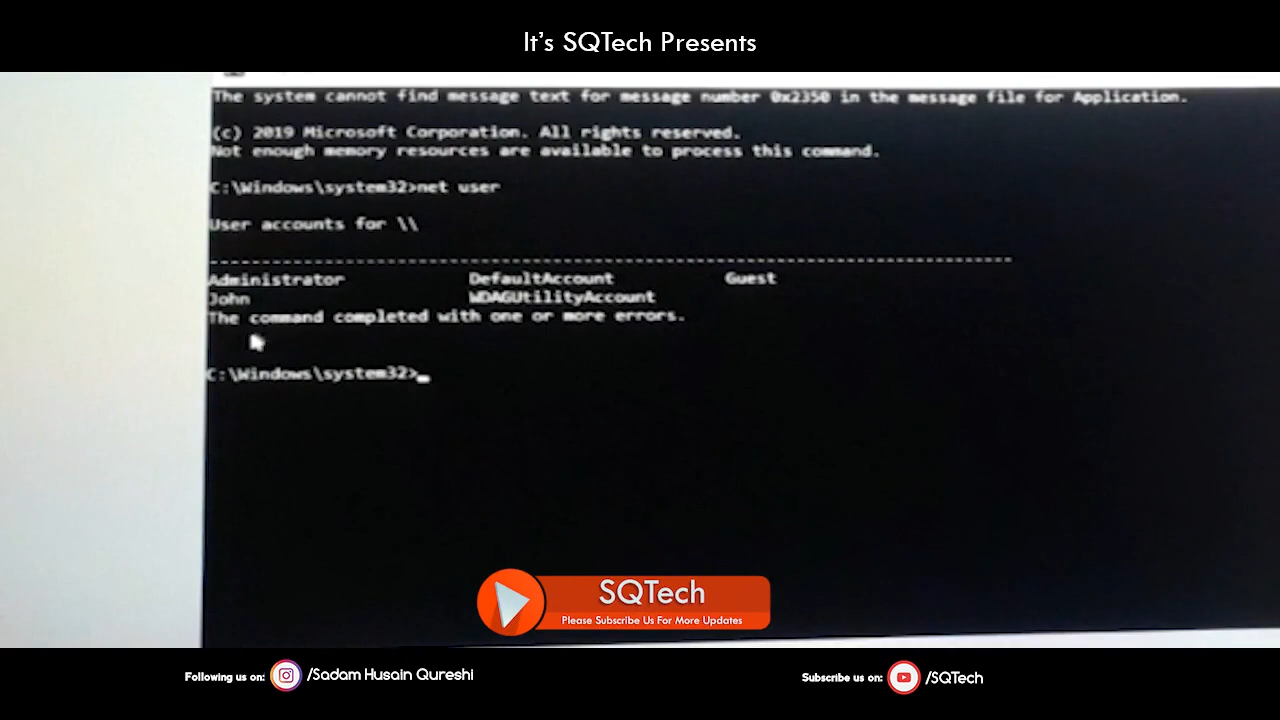 It's SQTech Presents
The system cannot find message text for message number 0x2350 in the message file for Application.
(c) 2019 Microsoft Corporation. All rights reserved.
Not enough memory resources are available to process this command.
C:\Windows\system32>net user
User accounts for \\
-------------------------------------------------------------------------------
Administrator DefaultAccount Guest
John WDAGUtilityAccount
The command completed with one or more errors.
C:\Windows\system32>_
SQTech
Please Subscribe Us For More Updates
Following us on: /Sadam Husain Qureshi
Subscribe us on: /SQTech